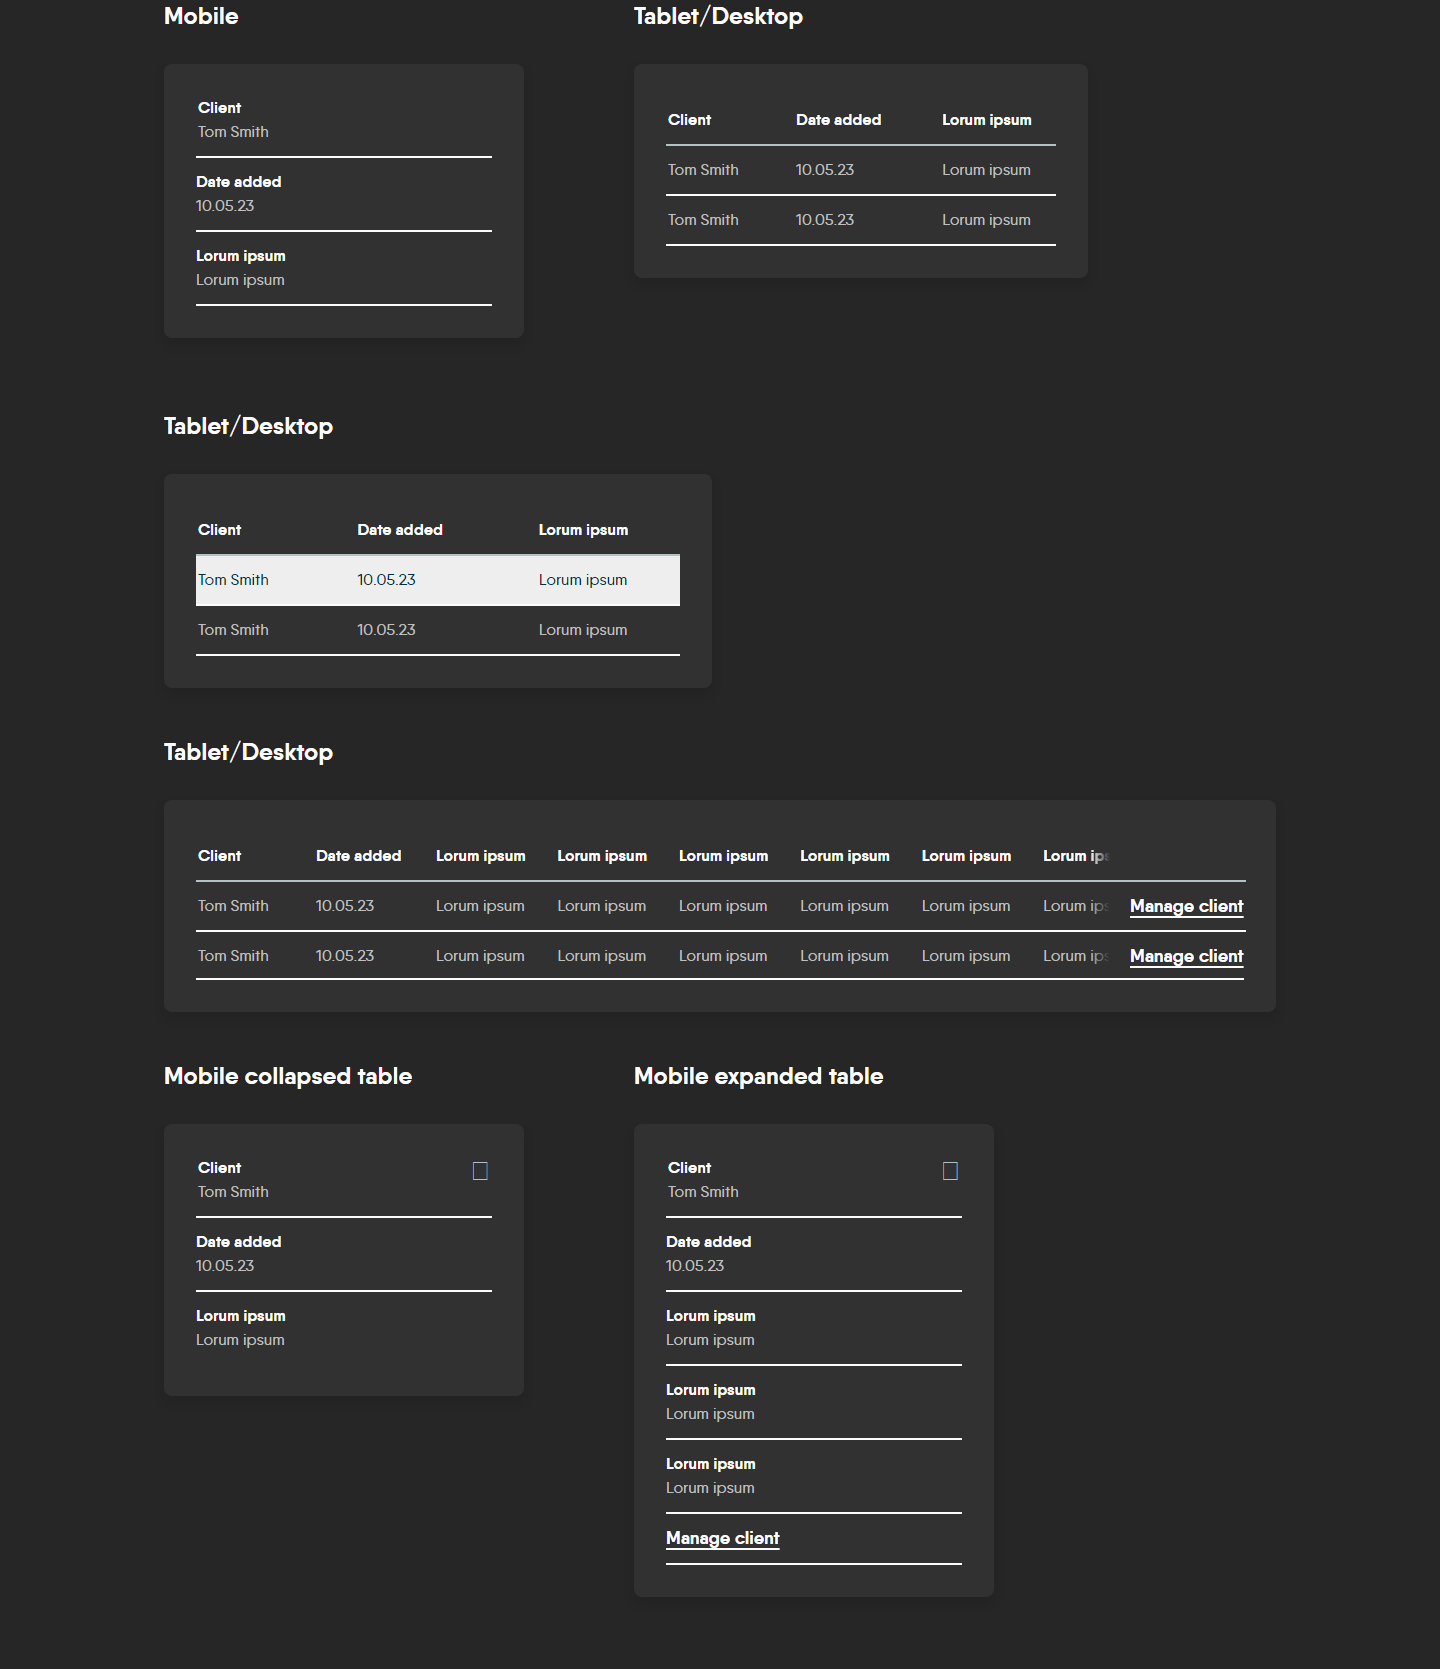 Mobile
Client
Tom Smith
Date added
10.05.23
Lorum ipsum
Lorum ipsum
Tablet/Desktop
Client Date added Lorum ipsum
Tom Smith 10.05.23 Lorum ipsum
Tom Smith 10.05.23 Lorum ipsum
Tablet/Desktop
Client Date added Lorum ipsum
Tom Smith 10.05.23 Lorum ipsum
Tom Smith 10.05.23 Lorum ipsum
Tablet/Desktop
Client Date added Lorum ipsum Lorum ipsum Lorum ipsum Lorum ipsum Lorum ipsum Lorum ips
Tom Smith 10.05.23 Lorum ipsum Lorum ipsum Lorum ipsum Lorum ipsum Lorum ipsum Lorum ips Manage client
Tom Smith 10.05.23 Lorum ipsum Lorum ipsum Lorum ipsum Lorum ipsum Lorum ipsum Lorum ips Manage client
Mobile collapsed table
Client
Tom Smith
Date added
10.05.23
Lorum ipsum
Lorum ipsum
Mobile expanded table
Client
Tom Smith
Date added
10.05.23
Lorum ipsum
Lorum ipsum
Lorum ipsum
Lorum ipsum
Lorum ipsum
Lorum ipsum
Manage client